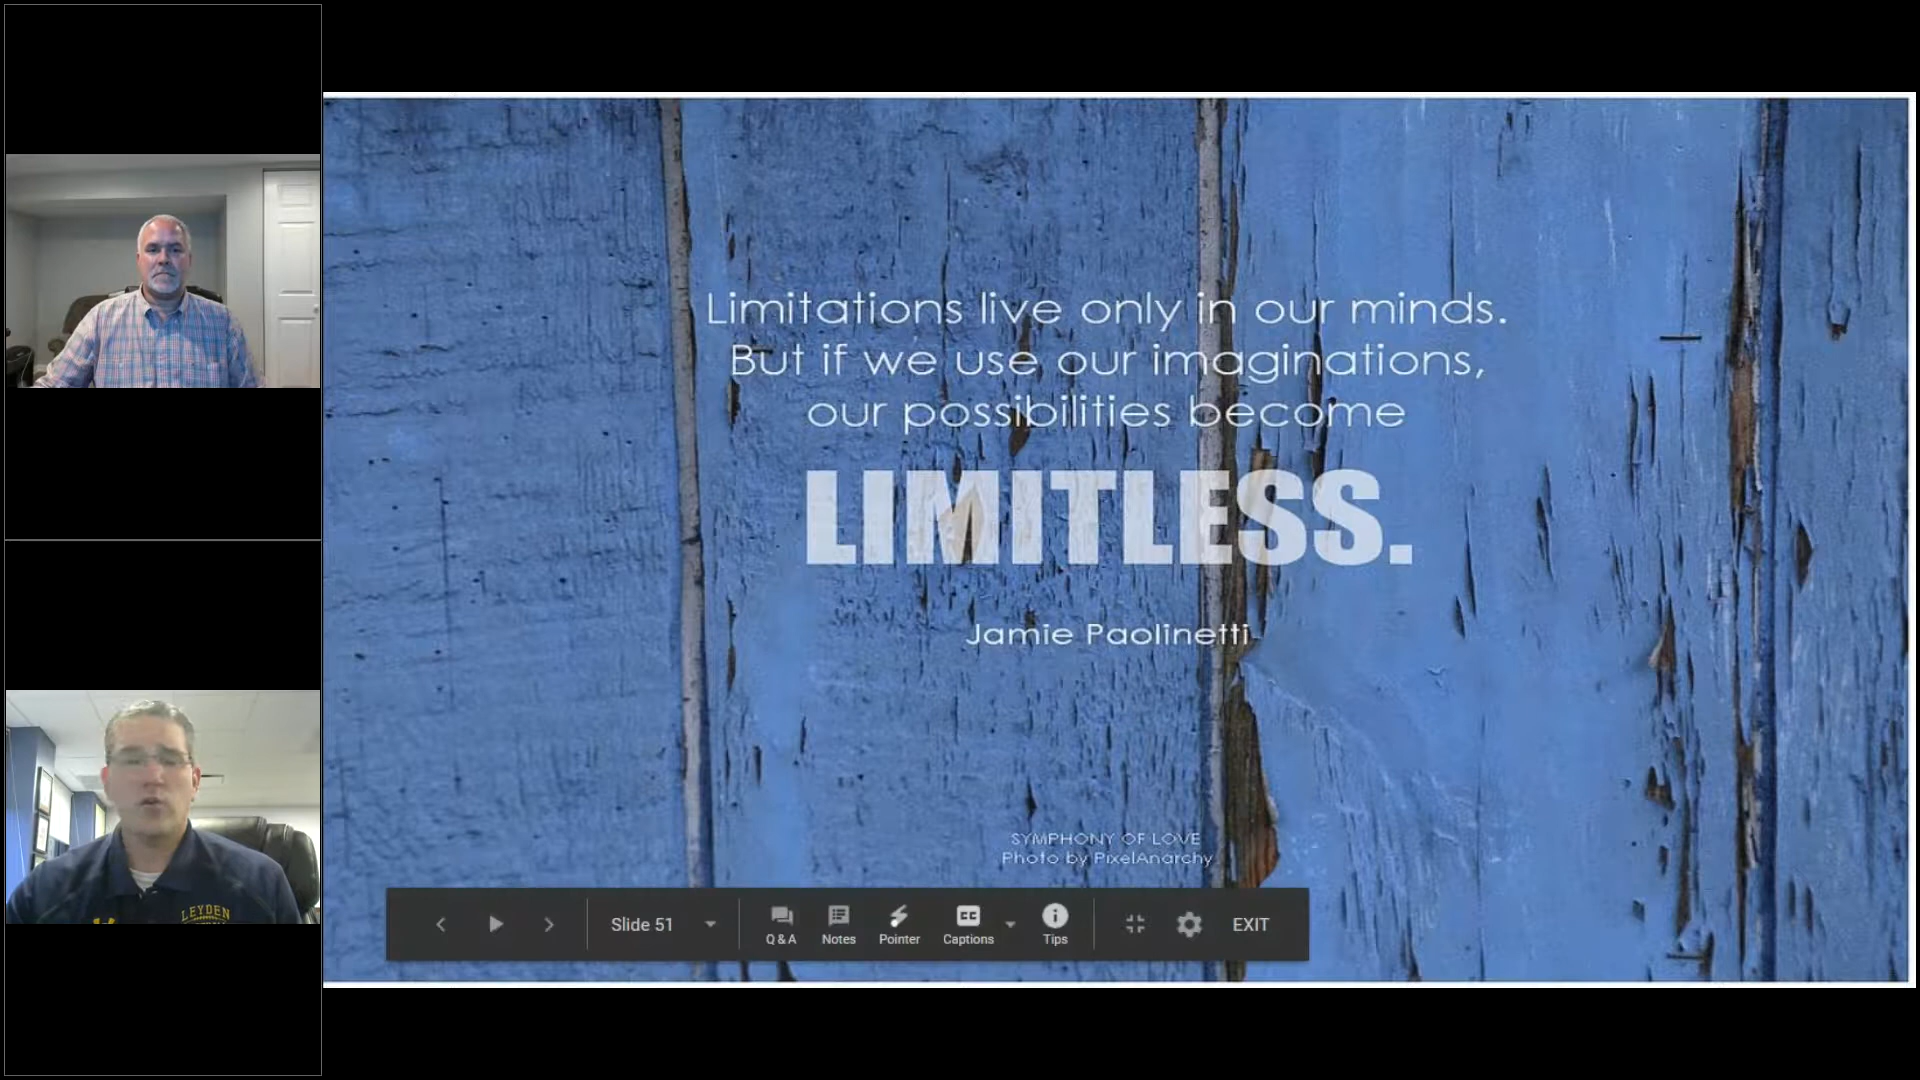 Limitations live only in our minds.
But if we use our imaginations,
our possibilities become
LIMITLESS.
Jamie Paolinetti
SYMPHONY OF LOVE
Photo by PixelAnarchy
LEYDEN
Slide 51
Q & A
Notes
Pointer
CC
Captions
Tips
EXIT